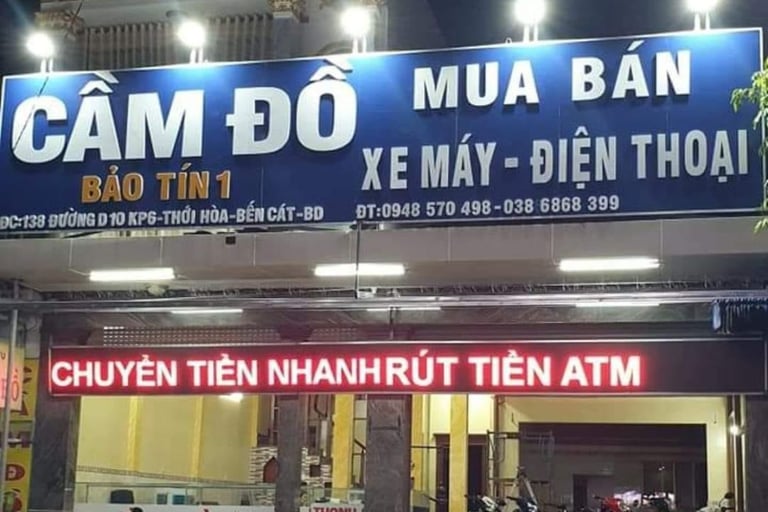 CẦM ĐỒ
BẢO TÍN 1
MUA BÁN
XE MÁY - ĐIỆN THOẠI
ĐC:138 ĐƯỜNG D10 KP6-THỚI HÒA-BẾN CÁT-BD
ĐT:0948 570 498-038 6868 399
CHUYỂN TIỀN NHANH RÚT TIỀN ATM